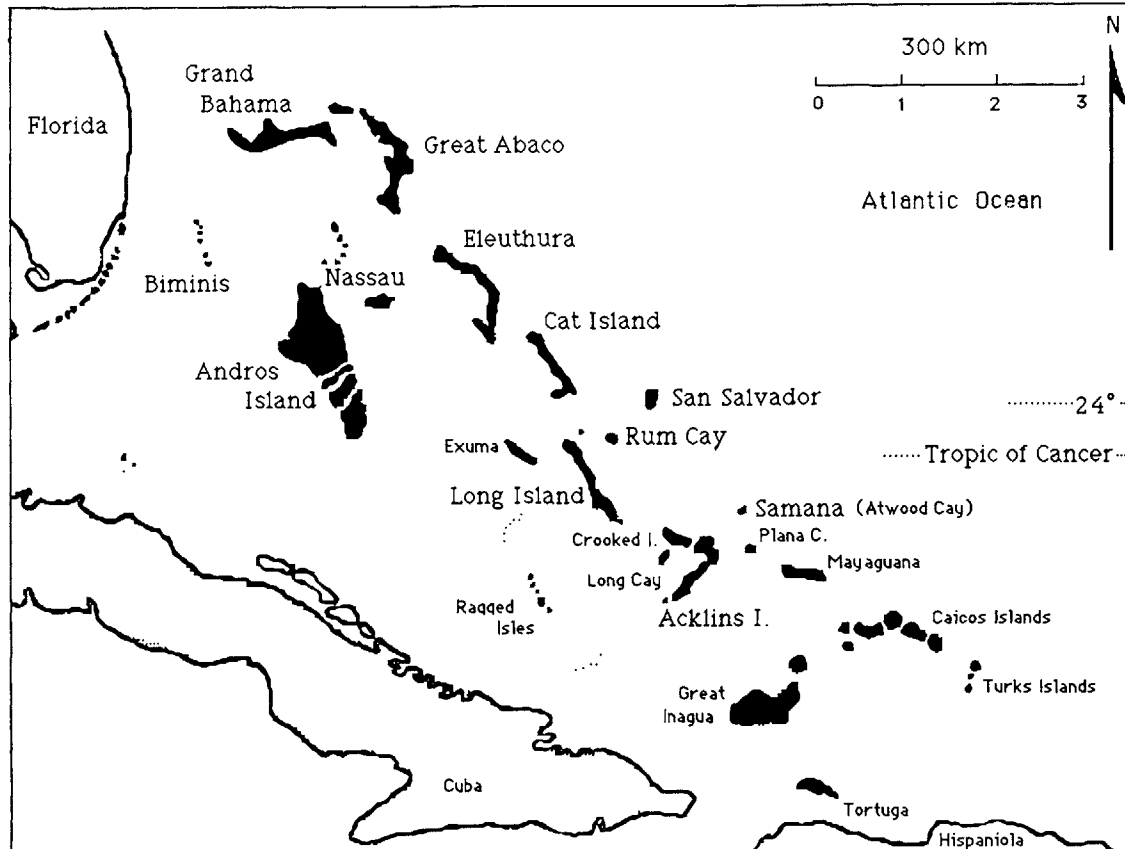 N
300 km
0 1 2 3
Grand
Bahama
Florida
Great Abaco
Atlantic Ocean
Eleuthura
Biminis
Nassau
Cat Island
Andros
Island
San Salvador
24°
Rum Cay
Exuma
Tropic of Cancer
Long Island
Samana (Atwood Cay)
Crooked I.
Plana C.
Long Cay
Mayaguana
Ragged
Isles
Acklins I.
Caicos Islands
Great
Inagua
Turks Islands
Cuba
Tortuga
Hispaniola